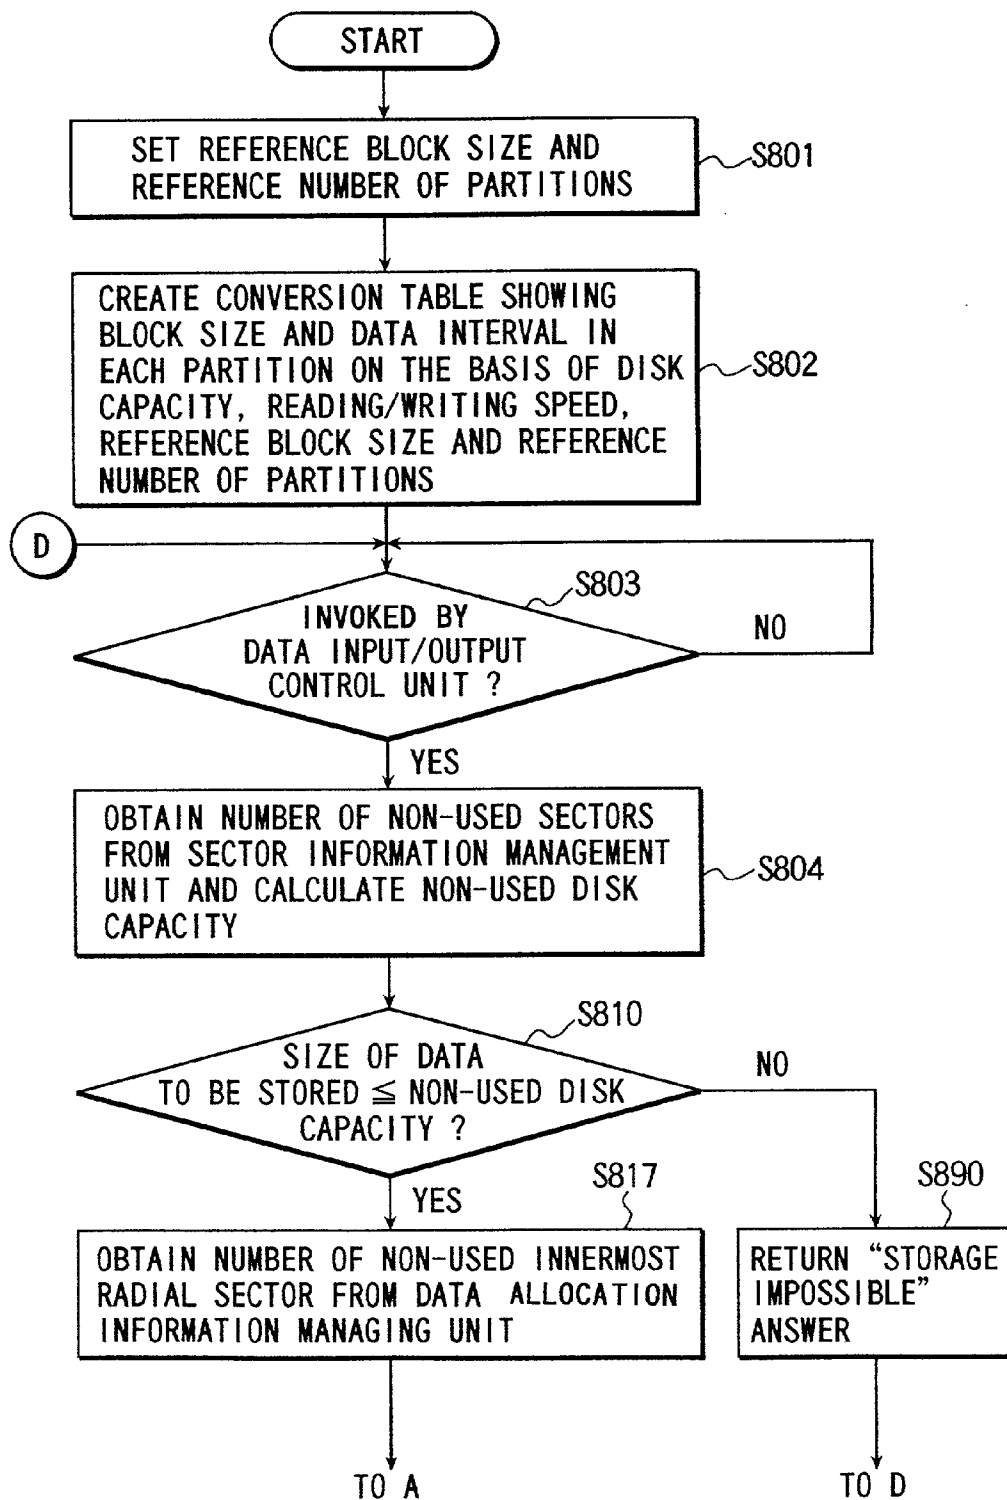 START
SET REFERENCE BLOCK SIZE AND
REFERENCE NUMBER OF PARTITIONS
S801
CREATE CONVERSION TABLE SHOWING
BLOCK SIZE AND DATA INTERVAL IN
EACH PARTITION ON THE BASIS OF DISK
CAPACITY, READING/WRITING SPEED,
REFERENCE BLOCK SIZE AND REFERENCE
NUMBER OF PARTITIONS
S802
D
S803
INVOKED BY
DATA INPUT/OUTPUT
CONTROL UNIT ?
NO
YES
OBTAIN NUMBER OF NON-USED SECTORS
FROM SECTOR INFORMATION MANAGEMENT
UNIT AND CALCULATE NON-USED DISK
CAPACITY
S804
S810
SIZE OF DATA
TO BE STORED ≦ NON-USED DISK
CAPACITY ?
NO
YES
S817
OBTAIN NUMBER OF NON-USED INNERMOST
RADIAL SECTOR FROM DATA ALLOCATION
INFORMATION MANAGING UNIT
S890
RETURN “STORAGE
IMPOSSIBLE”
ANSWER
TO A
TO D